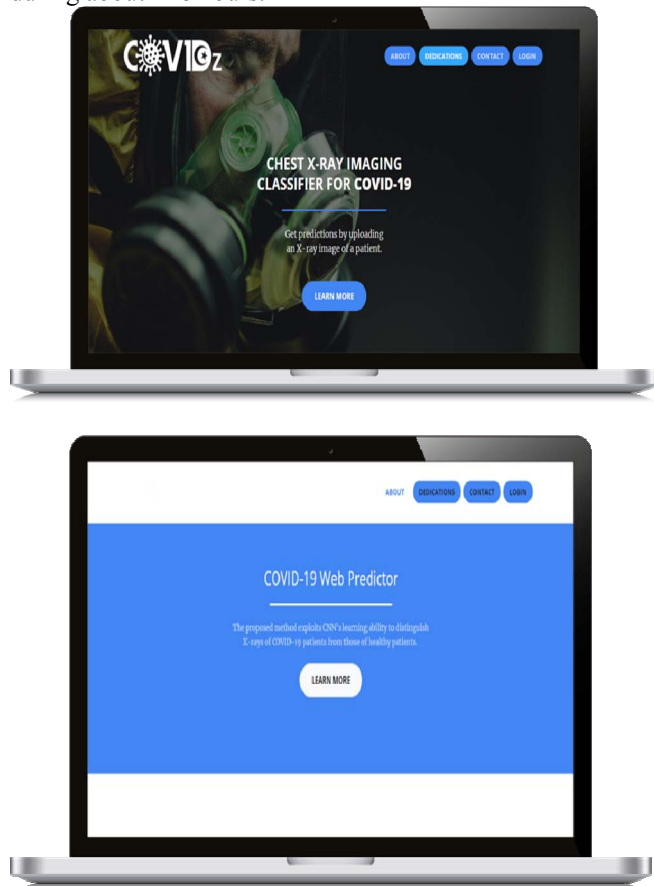 COVIDz
ABOUT DEDICATIONS CONTACT LOGIN
CHEST X-RAY IMAGING
CLASSIFIER FOR COVID-19
Get predictions by uploading
an X-ray image of a patient.
LEARN MORE
ABOUT DEDICATIONS CONTACT LOGIN
COVID-19 Web Predictor
The proposed method exploits CNN's learning ability to distinguish
X-rays of COVID-19 patients from those of healthy patients.
LEARN MORE